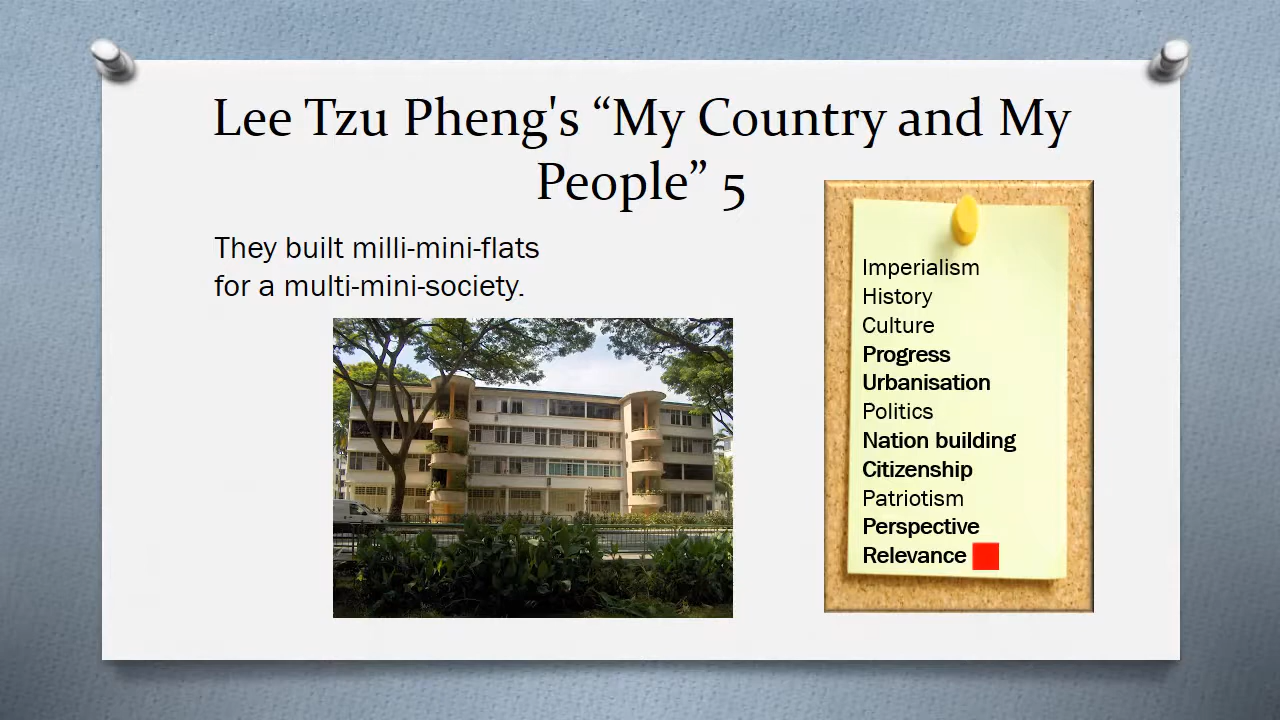 Lee Tzu Pheng's “My Country and My
People” 5
They built milli-mini-flats
for a multi-mini-society.
Imperialism
History
Culture
Progress
Urbanisation
Politics
Nation building
Citizenship
Patriotism
Perspective
Relevance